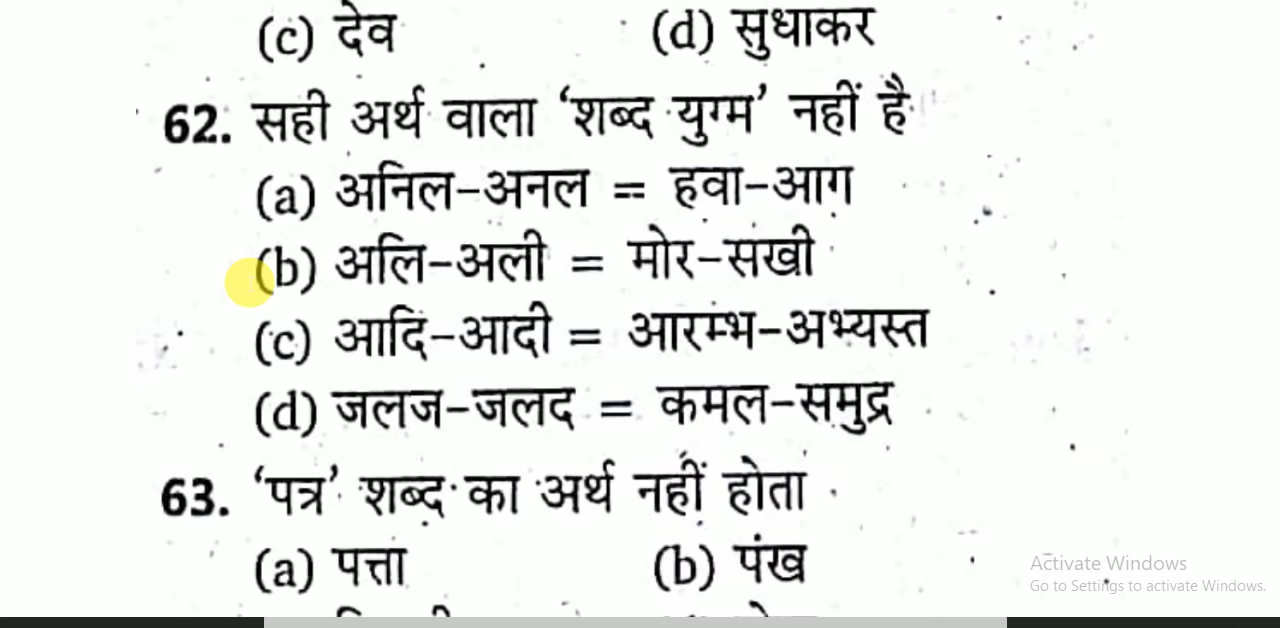 (c) देव (d) सुधाकर
62. सही अर्थ वाला ‘शब्द युग्म’ नहीं है
(a) अनिल-अनल = हवा-आग
(b) अलि-अली = मोर-सखी
(c) आदि-आदी = आरम्भ-अभ्यस्त
(d) जलज-जलद = कमल-समुद्र
63. ‘पत्र’ शब्द का अर्थ नहीं होता
(a) पत्ता (b) पंख
Activate Windows
Go to Settings to activate Windows.